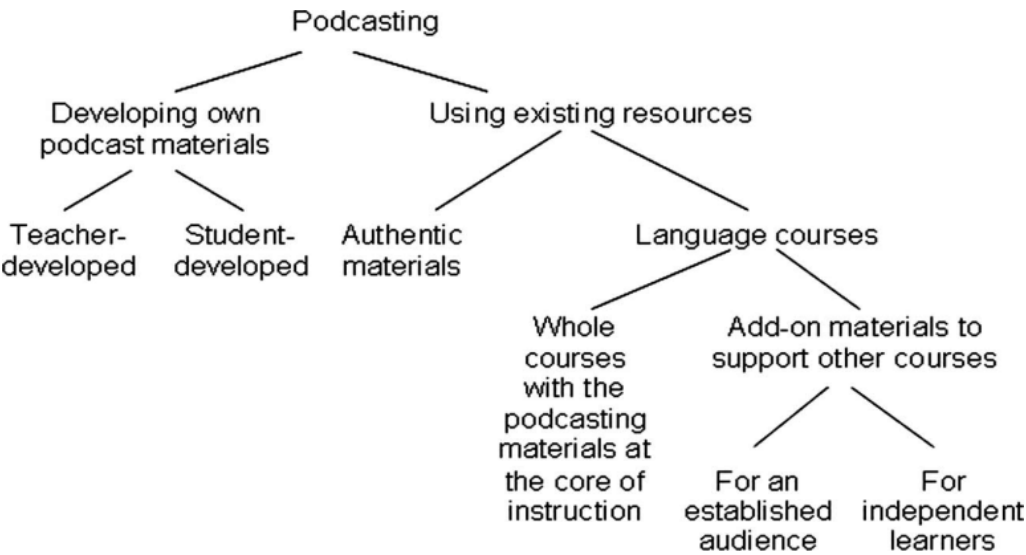 Podcasting
Developing own
podcast materials
Using existing resources
Teacher-
developed
Student-
developed
Authentic
materials
Language courses
Whole
courses
with the
podcasting
materials at
the core of
instruction
Add-on materials to
support other courses
For an
established
audience
For
independent
learners